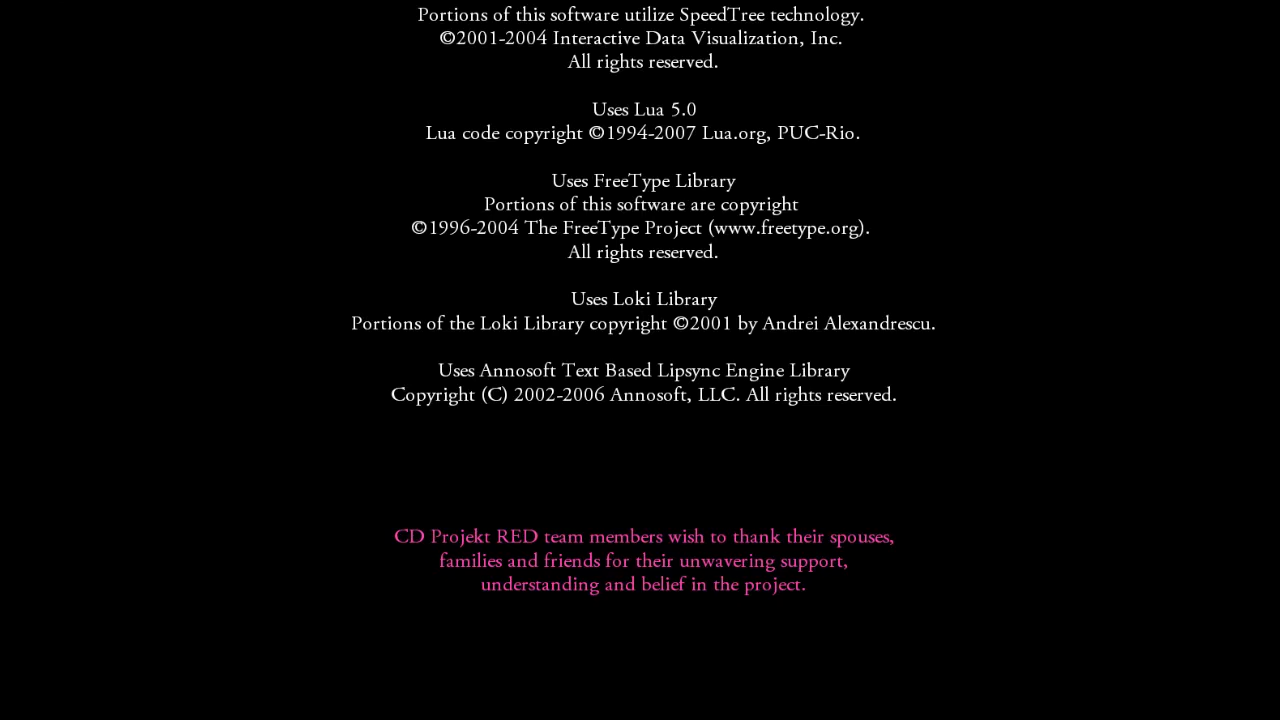 Portions of this software utilize SpeedTree technology.
©2001-2004 Interactive Data Visualization, Inc.
All rights reserved.
Uses Lua 5.0
Lua code copyright ©1994-2007 Lua.org, PUC-Rio.
Uses FreeType Library
Portions of this software are copyright
©1996-2004 The FreeType Project (www.freetype.org).
All rights reserved.
Uses Loki Library
Portions of the Loki Library copyright ©2001 by Andrei Alexandrescu.
Uses Annosoft Text Based Lipsync Engine Library
Copyright (C) 2002-2006 Annosoft, LLC. All rights reserved.
CD Projekt RED team members wish to thank their spouses,
families and friends for their unwavering support,
understanding and belief in the project.